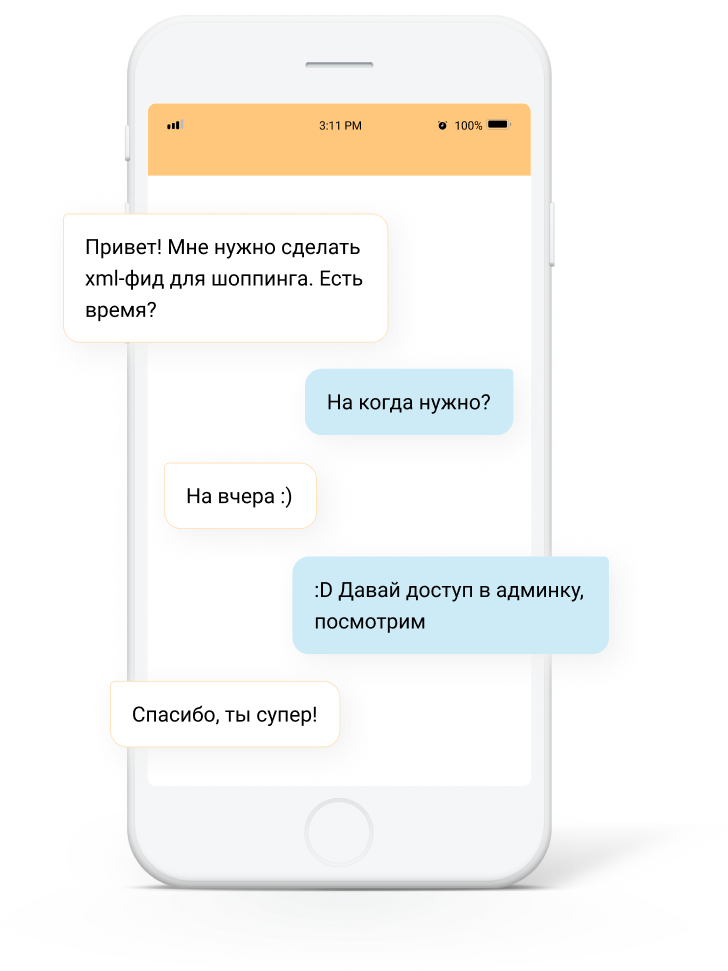 3:11 PM 100%
Привет! Мне нужно сделать
xml-фид для шоппинга. Есть
время?
На когда нужно?
На вчера :)
:D Давай доступ в админку,
посмотрим
Спасибо, ты супер!